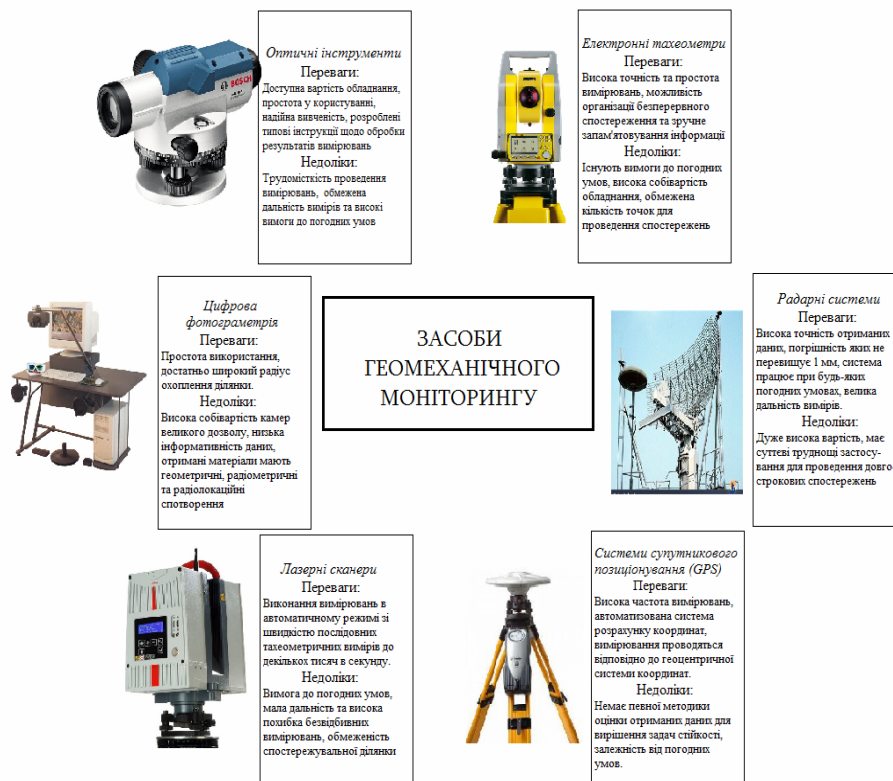 Оптичні інструменти
Переваги:
Доступна вартість обладнання,
простота у користуванні,
надійна вивченість, розроблені
типові інструкції щодо обробки
результатів вимірювань
Недоліки:
Трудомісткість проведення
вимірювань, обмежена
дальність вимірів та високі
вимоги до погодних умов
BOSCH
Електронні тахеометри
Переваги:
Висока точність та простота
вимірювань, можливість
організації безперервного
спостереження та зручне
запам'ятовування інформації
Недоліки:
Існують вимоги до погодних
умов, висока собівартість
обладнання, обмежена
кількість точок для
проведення спостережень
Цифрова
фотограметрія
Переваги:
Простота використання,
достатньо широкий радіус
охоплення ділянки.
Недоліки:
Висока собівартість камер
великого дозволу, низька
інформативність даних,
отримані матеріали мають
геометричні, радіометричні
та радіолокаційні
спотворення
ЗАСОБИ
ГЕОМЕХАНІЧНОГО
МОНІТОРИНГУ
Радарні системи
Переваги:
Висока точність отриманих
даних, погрішність яких не
перевищує 1 мм, система
працює при будь-яких
погодних умовах, велика
дальність вимірів.
Недоліки:
Дуже висока вартість, має
суттєві труднощі застосу-
вання для проведення довго-
строкових спостережень
Лазерні сканери
Переваги:
Виконання вимірювань в
автоматичному режимі зі
швидкістю послідовних
тахеометричних вимірів до
декількох тисяч в секунду.
Недоліки:
Вимога до погодних умов,
мала дальність та висока
похибка безвідбивних
вимірювань, обмеженість
спостережувальної ділянки
Системи супутникового
позиціонування (GPS)
Переваги:
Висока частота вимірювань,
автоматизована система
розрахунку координат,
вимірювання проводяться
відповідно до геоцентричної
системи координат.
Недоліки:
Немає певної методики
оцінки отриманих даних для
вирішення задач стійкості,
залежність від погодних
умов.